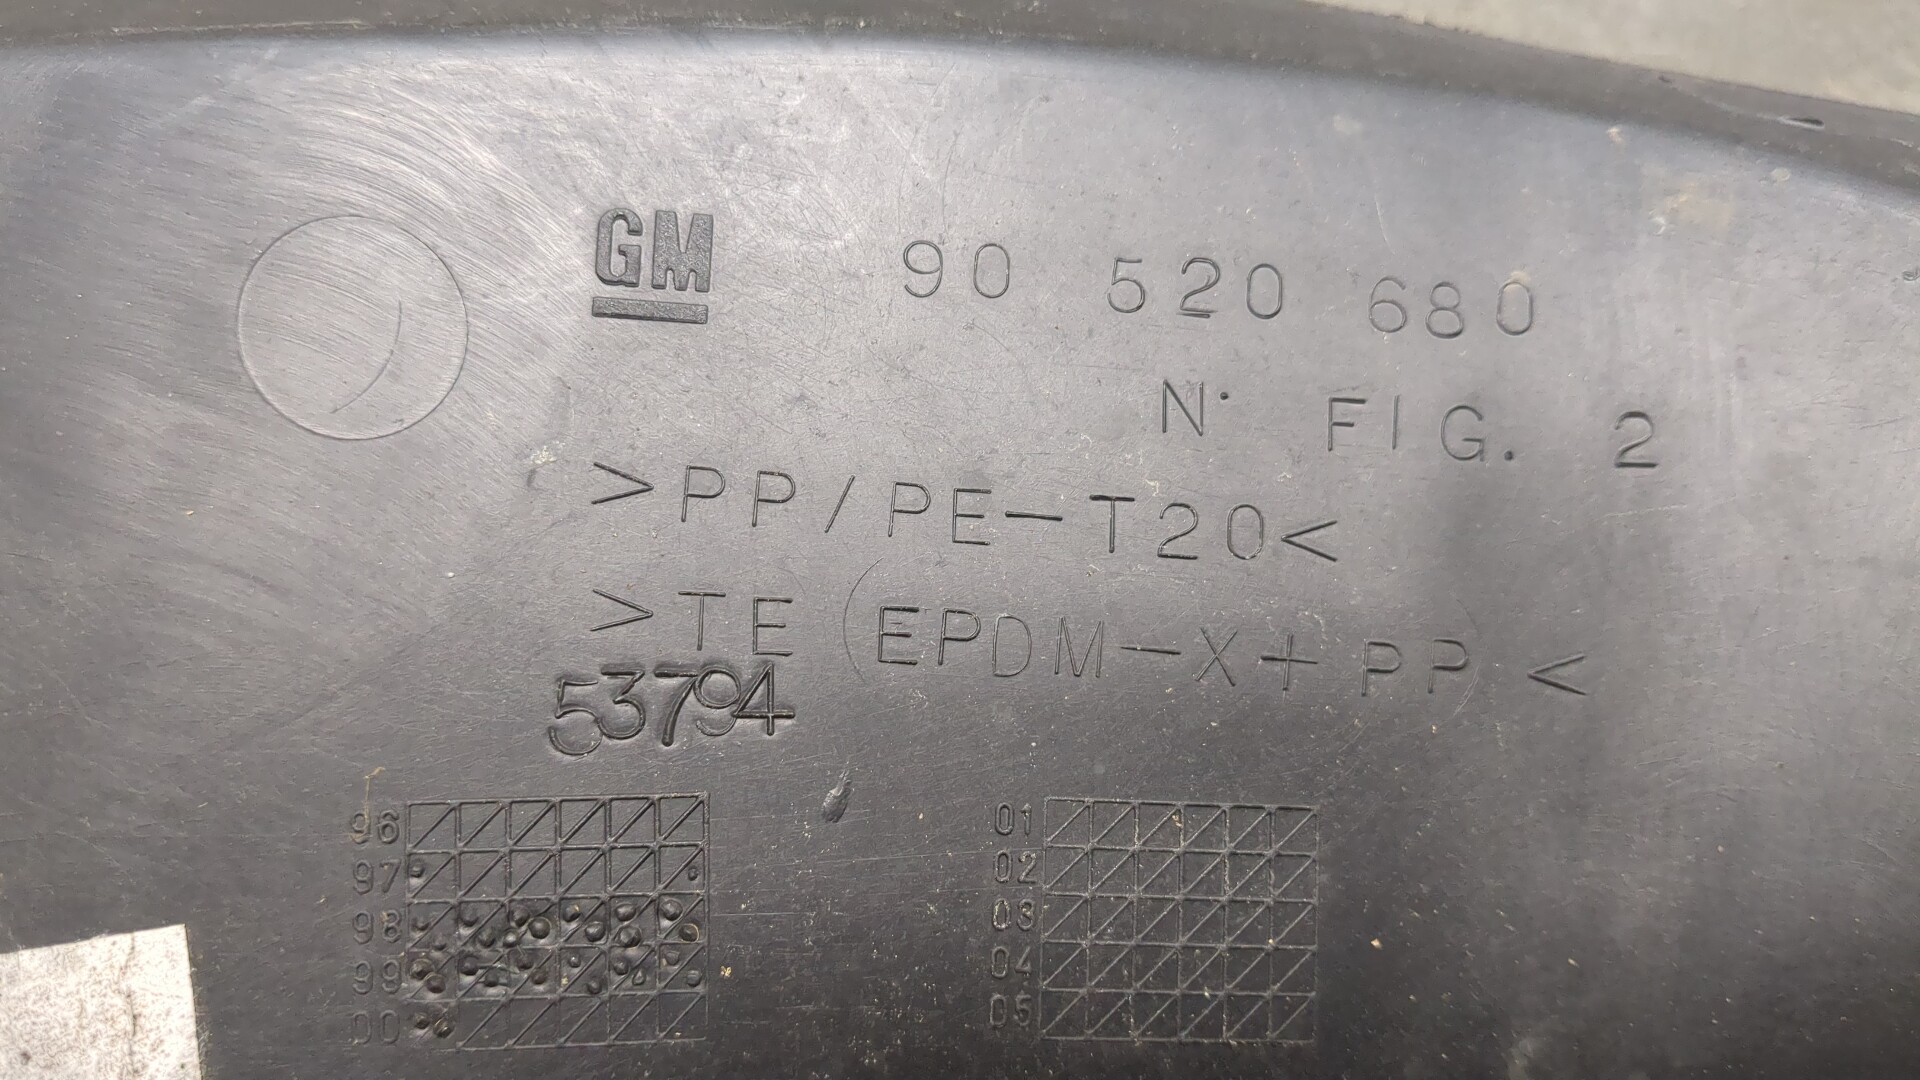 GM 90 520 680
N· FIG. 2
>PP/PE-T20<
>TE (EPDM-X+PP) <
53794
96 01
97 02
98 03
99 04
00 05